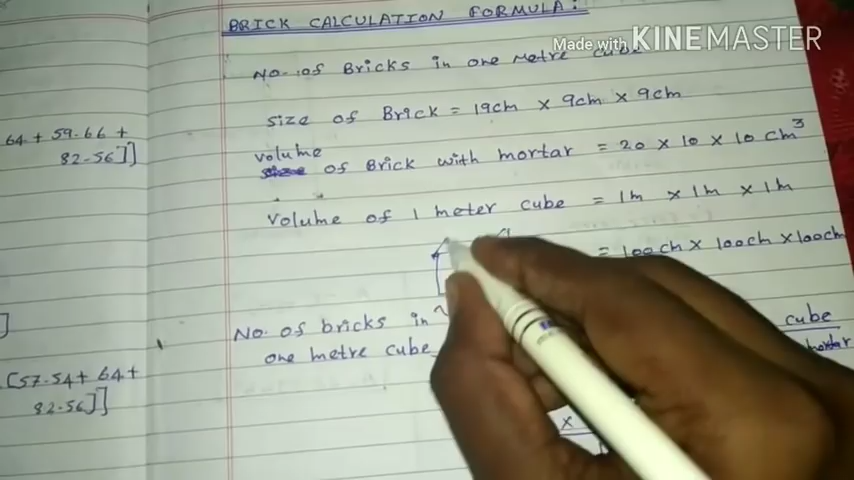 BRICK CALCULATION FORMULA:
Made with KINEMASTER
No. of Bricks in one metre cube
size of Brick = 19cm x 9cm x 9cm
volume
of Brick with mortar = 20 x 10 x 10 cm³
volume of 1 meter cube = 1m x 1m x 1m
= 100cm x 100cm x 100cm
No. of bricks in
one metre cube
cube
mortar
x
64 + 59.66 +
82.56]]
]
[57.54 + 64 +
82.56]]